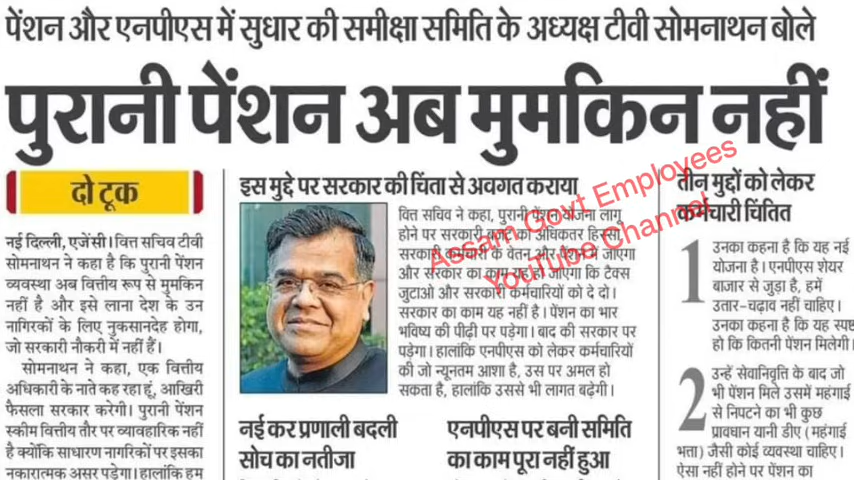 पेंशन और एनपीएस में सुधार की समीक्षा समिति के अध्यक्ष टीवी सोमनाथन बोले
पुरानी पेंशन अब मुमकिन नहीं
दो टूक
नई दिल्ली, एजेंसी। वित्त सचिव टीवी
सोमनाथन ने कहा है कि पुरानी पेंशन
व्यवस्था अब वित्तीय रूप से मुमकिन
नहीं है और इसे लाना देश के उन
नागरिकों के लिए नुकसानदेह होगा,
जो सरकारी नौकरी में नहीं हैं।
सोमनाथन ने कहा, एक वित्तीय
अधिकारी के नाते कह रहा हूं, आखिरी
फैसला सरकार करेगी। पुरानी पेंशन
स्कीम वित्तीय तौर पर व्यावहारिक नहीं
है क्योंकि साधारण नागरिकों पर इसका
नकारात्मक असर पड़ेगा। हालांकि हम
इस मुद्दे पर सरकार की चिंता से अवगत कराया
वित्त सचिव ने कहा, पुरानी पेंशन योजना लागू
होने पर सरकारी बजट का अधिकतर हिस्सा
सरकारी कर्मचारी के वेतन और पेंशन में जाएगा
और सरकार का काम यही हो जाएगा कि टैक्स
जुटाओ और सरकारी कर्मचारियों को दे दो।
सरकार का काम यह नहीं है। पेंशन का भार
भविष्य की पीढ़ी पर पड़ेगा। बाद की सरकार पर
पड़ेगा। हालांकि एनपीएस को लेकर कर्मचारियों
की जो न्यूनतम आशा है, उस पर अमल हो
सकता है, हालांकि उससे भी लागत बढ़ेगी।
नई कर प्रणाली बदली
सोच का नतीजा
एनपीएस पर बनी समिति
का काम पूरा नहीं हुआ
तीन मुद्दों को लेकर
कर्मचारी चिंतित
1 उनका कहना है कि यह नई
योजना है। एनपीएस शेयर
बाजार से जुड़ा है, हमें
उतार-चढ़ाव नहीं चाहिए।
उनका कहना है कि यह स्पष्ट
हो कि कितनी पेंशन मिलेगी।
2 उन्हें सेवानिवृत्ति के बाद जो
भी पेंशन मिले उसमें महंगाई
से निपटने का भी कुछ
प्रावधान यानी डीए (महंगाई
भत्ता) जैसी कोई व्यवस्था चाहिए।
ऐसा नहीं होने पर पेंशन का
Assam Govt Employees
YouTube Channel